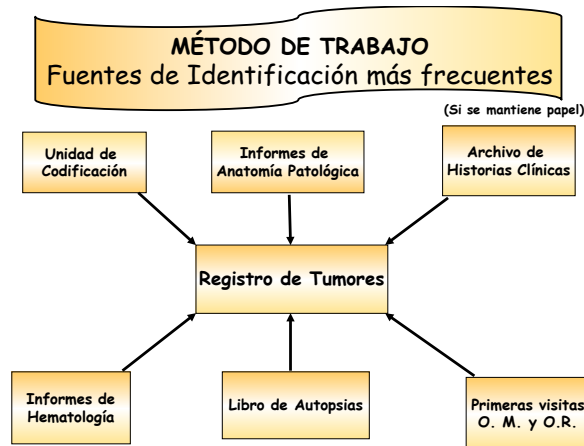 MÉTODO DE TRABAJO
Fuentes de Identificación más frecuentes
(Si se mantiene papel)
Unidad de
Codificación
Informes de
Anatomía Patológica
Archivo de
Historias Clínicas
Registro de Tumores
Informes de
Hematología
Libro de Autopsias
Primeras visitas
O. M. y O.R.